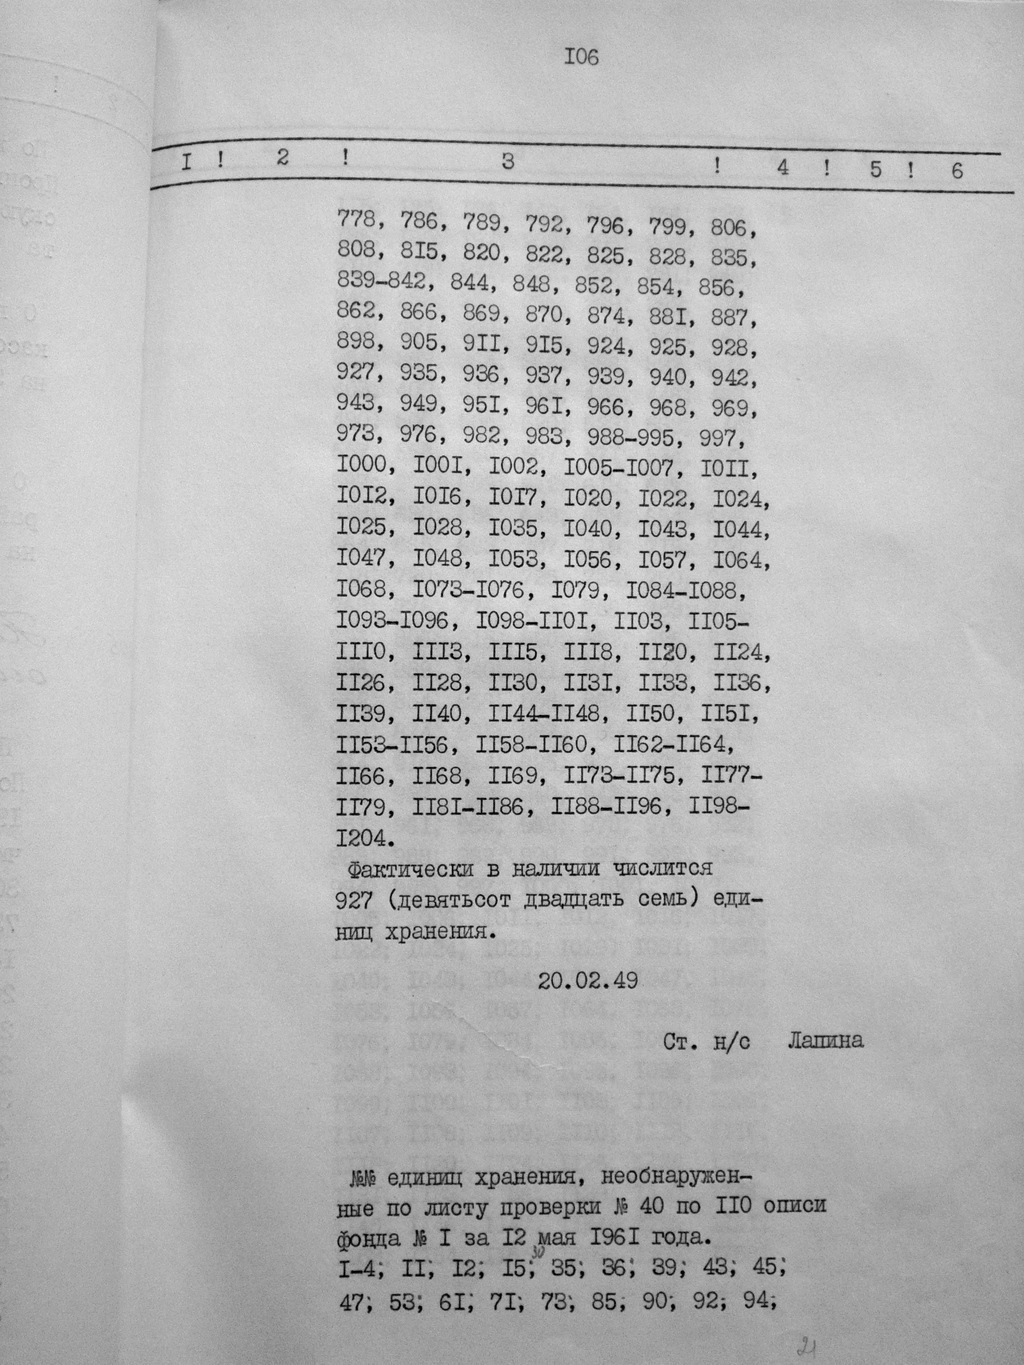 I06
I ! 2 ! 3 ! 4 ! 5 ! 6
778, 786, 789, 792, 796, 799, 806,
808, 8I5, 820, 822, 825, 828, 835,
839-842, 844, 848, 852, 854, 856,
862, 866, 869, 870, 874, 88I, 887,
898, 905, 9II, 9I5, 924, 925, 928,
927, 935, 936, 937, 939, 940, 942,
943, 949, 95I, 96I, 966, 968, 969,
973, 976, 982, 983, 988-995, 997,
I000, I00I, I002, I005-I007, I0II,
I0I2, I0I6, I0I7, I020, I022, I024,
I025, I028, I035, I040, I043, I044,
I047, I048, I053, I056, I057, I064,
I068, I073-I076, I079, I084-I088,
I093-I096, I098-II0I, II03, II05-
III0, III3, III5, III8, II20, II24,
II26, II28, II30, II3I, II33, II36,
II39, II40, II44-II48, II50, II5I,
II53-II56, II58-II60, II62-II64,
II66, II68, II69, II73-II75, II77-
II79, II8I-II86, II88-II96, II98-
I204.
Фактически в наличии числится
927 (девятьсот двадцать семь) еди-
ниц хранения.
20.02.49
Ст. н/с Лапина
№№ единиц хранения, необнаружен-
ные по листу проверки № 40 по II0 описи
фонда № I за I2 мая I96I года.
30
I-4; II; I2; I5; 35; 36; 39; 43; 45;
47; 53; 6I; 7I; 73; 85; 90; 92; 94;
21